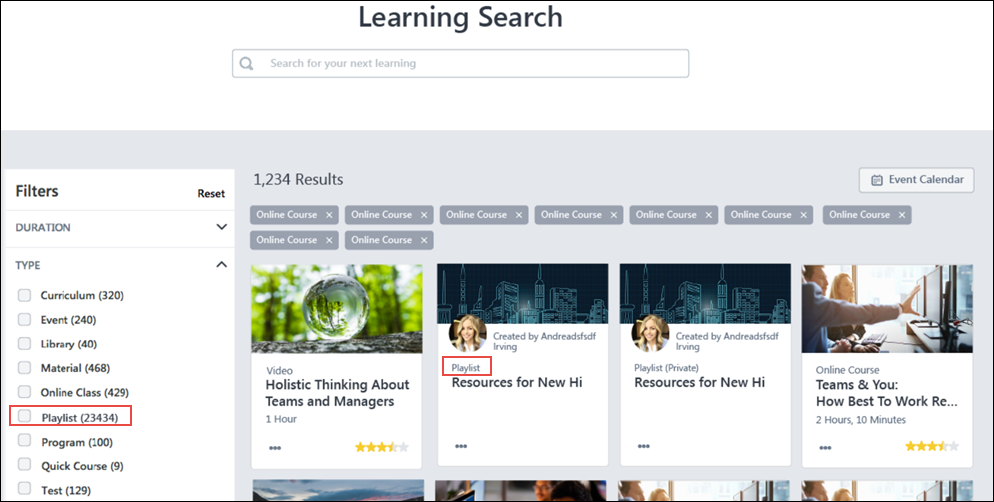 Learning Search
Search for your next learning
Filters
Reset
DURATION
TYPE
Curriculum (320)
Event (240)
Library (40)
Material (468)
Online Class (429)
Playlist (23434)
Program (100)
Quick Course (9)
Test (129)
1,234 Results
Event Calendar
Online Course ×
Online Course ×
Online Course ×
Online Course ×
Online Course ×
Online Course ×
Online Course ×
Online Course ×
Online Course ×
Video
Holistic Thinking About
Teams and Managers
1 Hour
Created by Andreadsfsdf
Irving
Playlist
Resources for New Hi
Created by Andreadsfsdf
Irving
Playlist (Private)
Resources for New Hi
Online Course
Teams & You:
How Best To Work Re...
2 Hours, 10 Minutes